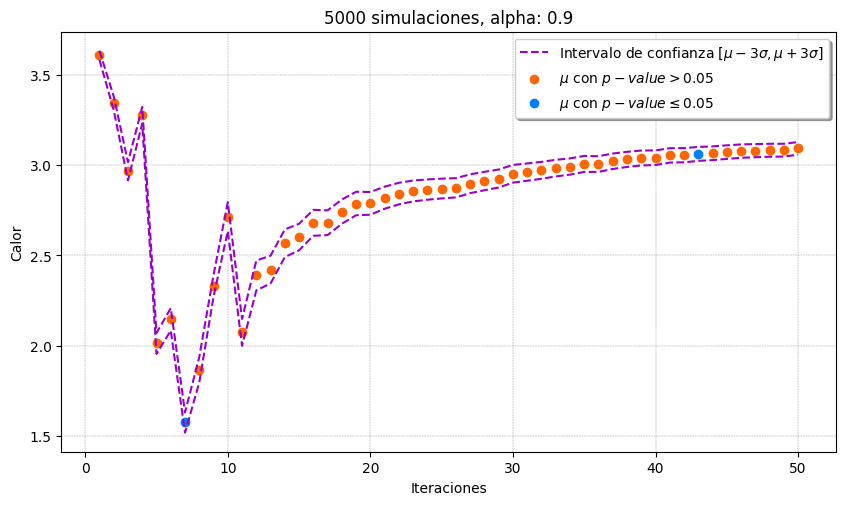 5000 simulaciones, alpha: 0.9
Intervalo de confianza [μ − 3σ, μ + 3σ]
μ con p − value > 0.05
μ con p − value ≤ 0.05
3.5
3.0
2.5
2.0
1.5
Calor
0 10 20 30 40 50
Iteraciones